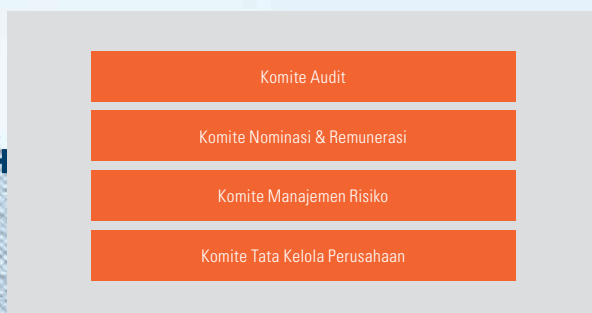 Komite Audit
Komite Nominasi & Remunerasi
Komite Manajemen Risiko
Komite Tata Kelola Perusahaan